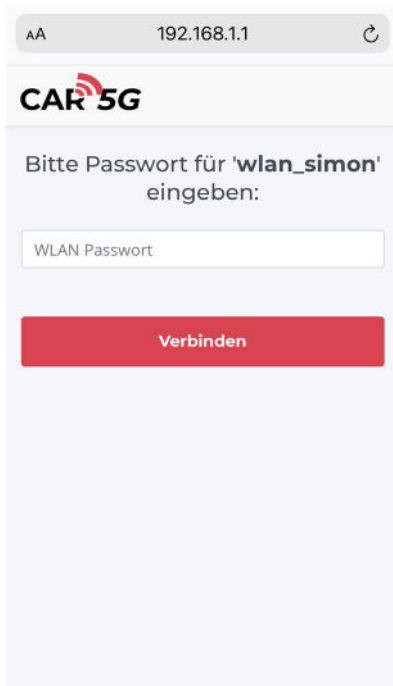 AA 192.168.1.1
CAR 5G
Bitte Passwort für 'wlan_simon'
eingeben:
WLAN Passwort
Verbinden